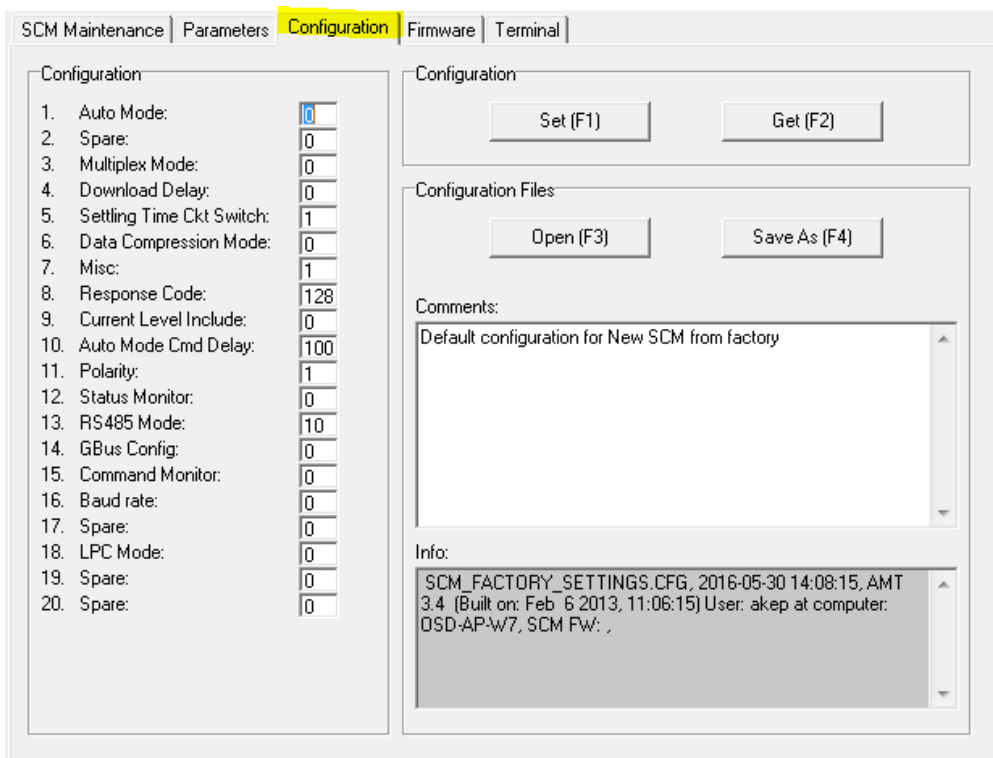 SCM Maintenance Parameters Configuration Firmware Terminal
Configuration
1. Auto Mode: 0
2. Spare: 0
3. Multiplex Mode: 0
4. Download Delay: 0
5. Settling Time Ckt Switch: 1
6. Data Compression Mode: 0
7. Misc: 1
8. Response Code: 128
9. Current Level Include: 0
10. Auto Mode Cmd Delay: 100
11. Polarity: 1
12. Status Monitor: 0
13. RS485 Mode: 10
14. GBus Config: 0
15. Command Monitor: 0
16. Baud rate: 0
17. Spare: 0
18. LPC Mode: 0
19. Spare: 0
20. Spare: 0
Configuration
Set (F1) Get (F2)
Configuration Files
Open (F3) Save As (F4)
Comments:
Default configuration for New SCM from factory
Info:
SCM_FACTORY_SETTINGS.CFG, 2016-05-30 14:08:15, AMT
3.4 (Built on: Feb 6 2013, 11:06:15) User: akep at computer:
OSD-AP-W7, SCM FW: ,